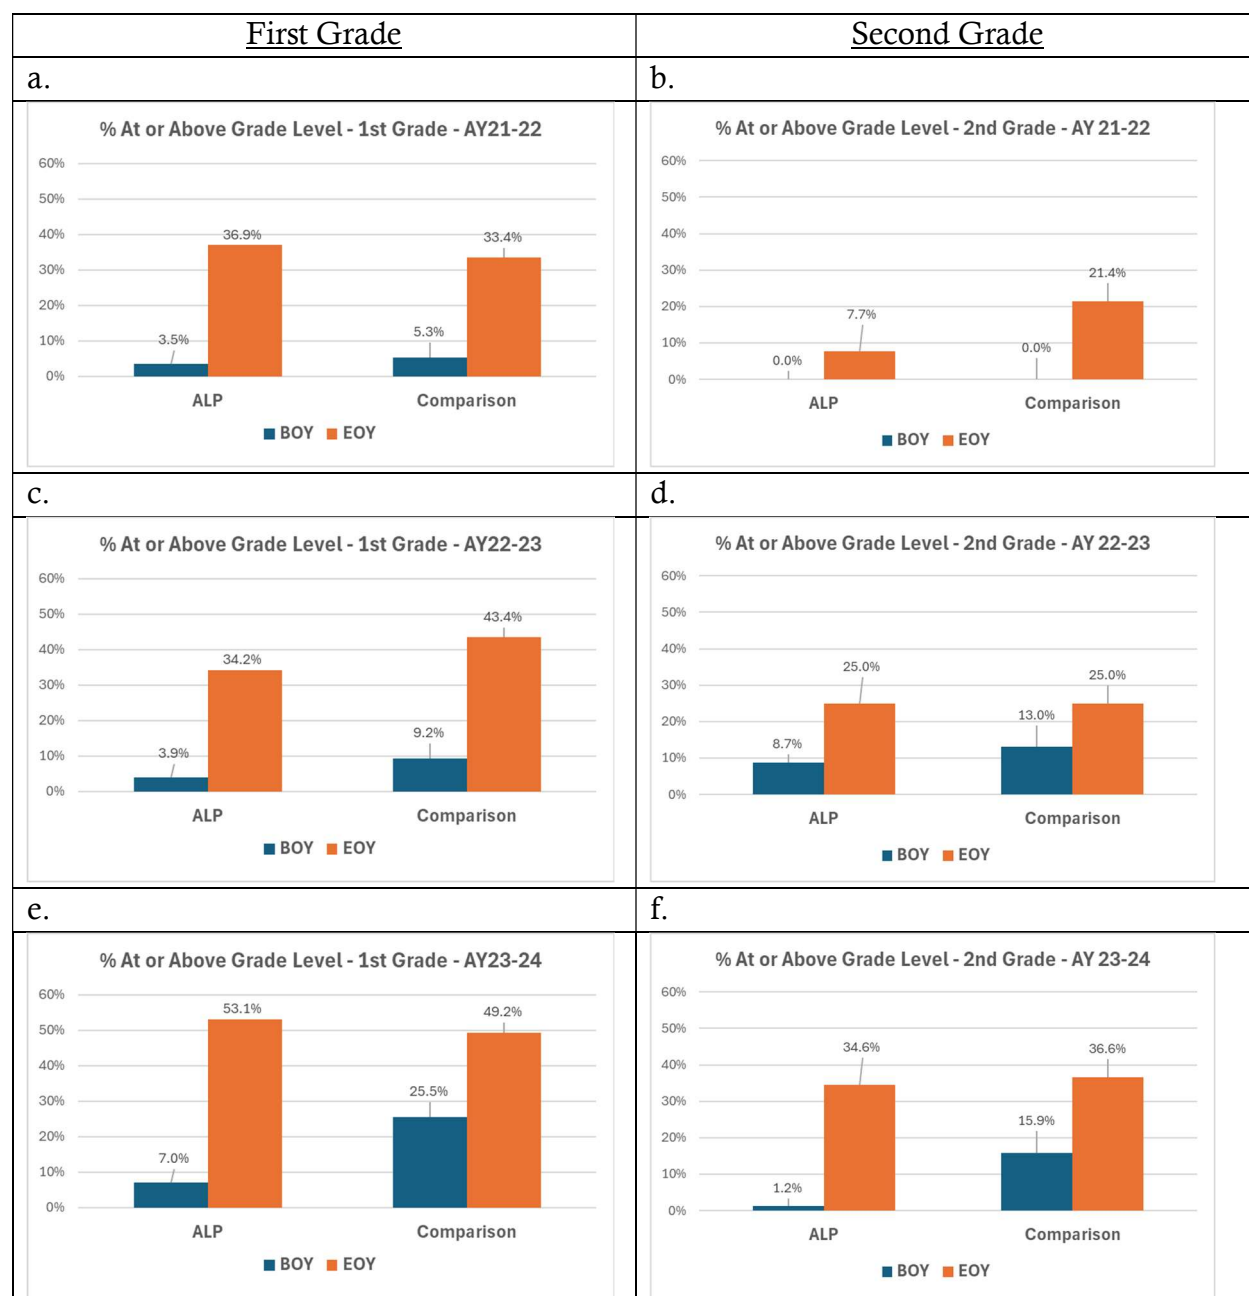 First Grade
Second Grade
a.
b.
% At or Above Grade Level - 1st Grade - AY21-22
60%
50%
40%
30%
20%
10%
0%
3.5%
36.9%
5.3%
33.4%
ALP
Comparison
BOY EOY
% At or Above Grade Level - 2nd Grade - AY 21-22
60%
50%
40%
30%
20%
10%
0%
0.0%
7.7%
0.0%
21.4%
ALP
Comparison
BOY EOY
c.
d.
% At or Above Grade Level - 1st Grade - AY22-23
60%
50%
40%
30%
20%
10%
0%
3.9%
34.2%
9.2%
43.4%
ALP
Comparison
BOY EOY
% At or Above Grade Level - 2nd Grade - AY 22-23
60%
50%
40%
30%
20%
10%
0%
8.7%
25.0%
13.0%
25.0%
ALP
Comparison
BOY EOY
e.
f.
% At or Above Grade Level - 1st Grade - AY23-24
60%
50%
40%
30%
20%
10%
0%
7.0%
53.1%
25.5%
49.2%
ALP
Comparison
BOY EOY
% At or Above Grade Level - 2nd Grade - AY 23-24
60%
50%
40%
30%
20%
10%
0%
1.2%
34.6%
15.9%
36.6%
ALP
Comparison
BOY EOY